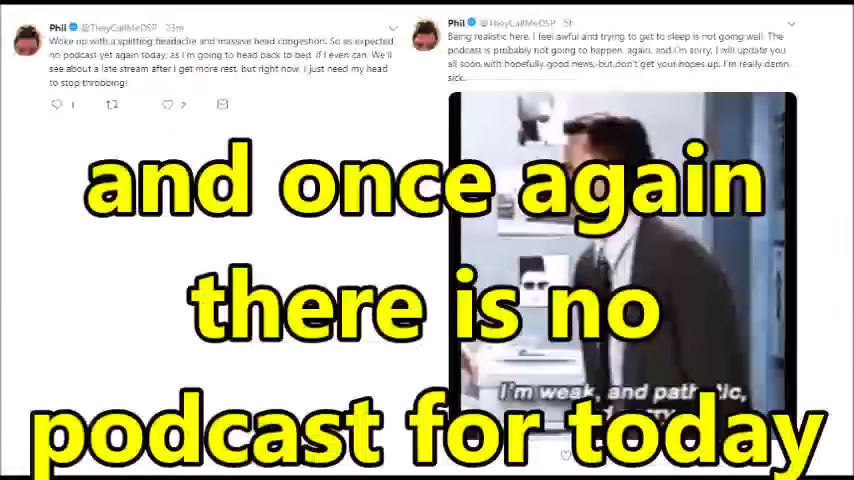 Phil @TheyCallMeDSP · 23m
Woke up with a splitting headache and massive head congestion. So as expected
no podcast yet again today, as I'm going to head back to bed, if I even can. We'll
see about a late stream after I get more rest, but right now, I just need my head
to stop throbbing!
1 2
Phil @TheyCallMeDSP · 5h
Being realistic here, I feel awful and trying to get to sleep is not going well. The
podcast is probably not going to happen, again, and I'm sorry. I will update you
all soon with hopefully good news, but don't get your hopes up. I'm really damn
sick.
and once again
there is no
I'm weak, and
podcast for today